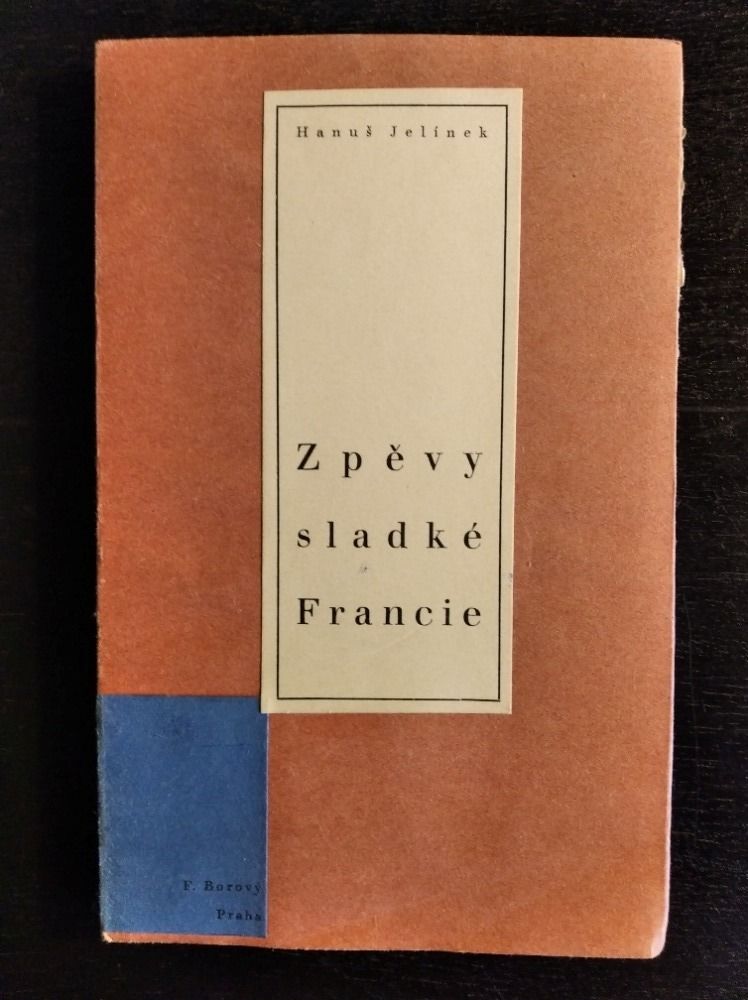 Hanuš Jelínek
Zpěvy
sladké
Francie
F. Borový
Praha